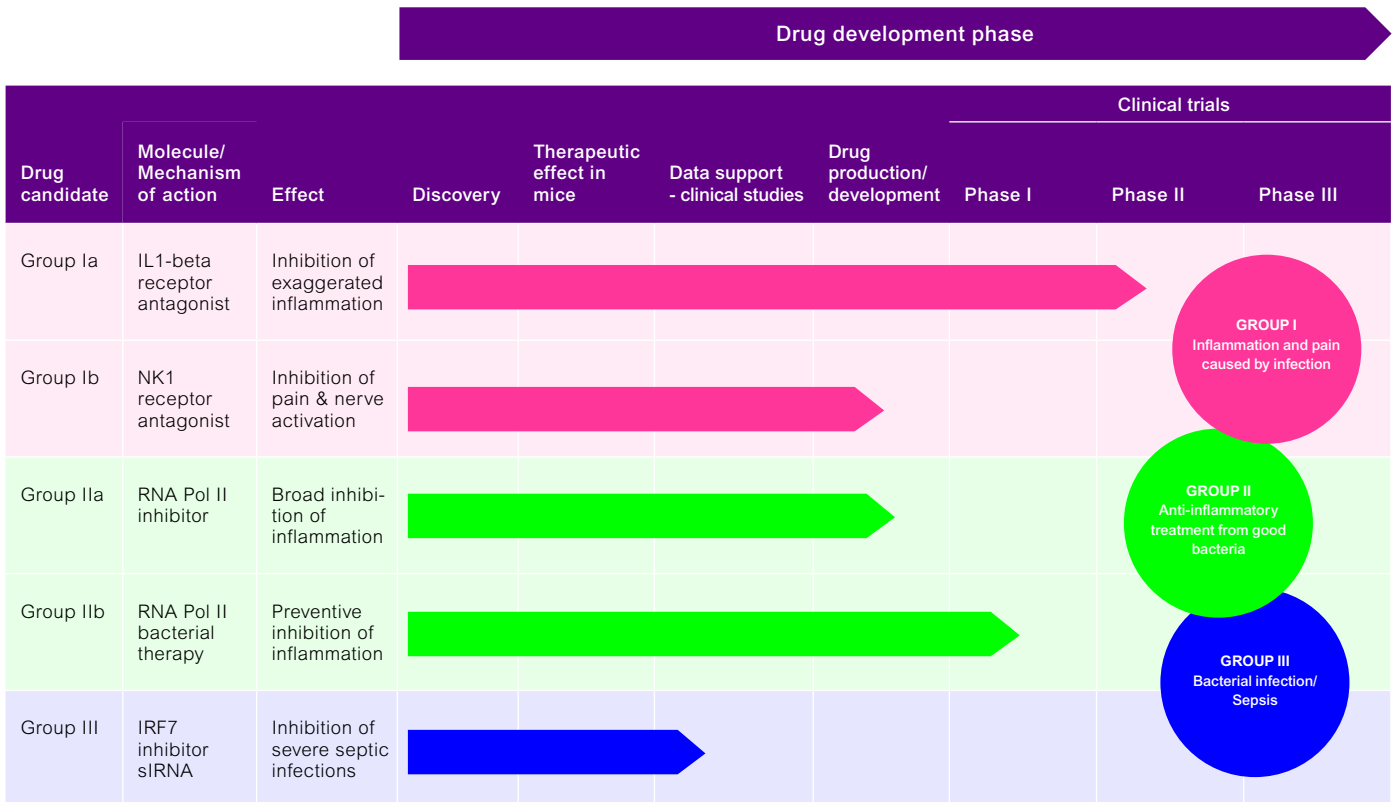 Drug development phase
Clinical trials
Drug
candidate
Molecule/
Mechanism
of action
Effect
Discovery
Therapeutic
effect in
mice
Data support
- clinical studies
Drug
production/
development
Phase I
Phase II
Phase III
Group Ia
IL1-beta
receptor
antagonist
Inhibition of
exaggerated
inflammation
Group Ib
NK1
receptor
antagonist
Inhibition of
pain & nerve
activation
Group IIa
RNA Pol II
inhibitor
Broad inhibi-
tion of
inflammation
Group IIb
RNA Pol II
bacterial
therapy
Preventive
inhibition of
inflammation
Group III
IRF7
inhibitor
sIRNA
Inhibition of
severe septic
infections
GROUP I
Inflammation and pain
caused by infection
GROUP II
Anti-inflammatory
treatment from good
bacteria
GROUP III
Bacterial infection/
Sepsis